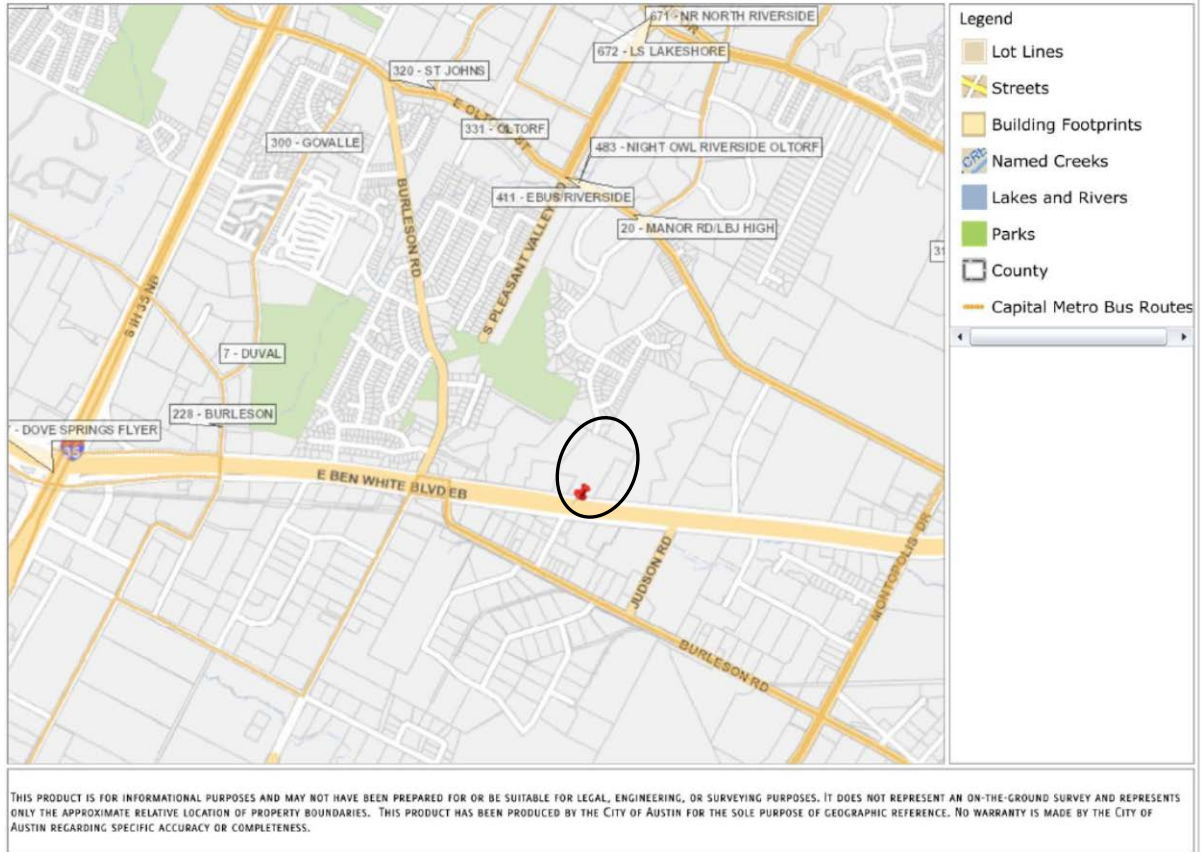 671 - NR NORTH RIVERSIDE
672 - LS LAKESHORE
320 - ST JOHNS
E OLTORF ST
331 - OLTORF
300 - GOVALLE
483 - NIGHT OWL RIVERSIDE OLTORF
411 - EBUS/RIVERSIDE
20 - MANOR RD/LBJ HIGH
BURLESON RD
S PLEASANT VALLEY
S IH 35 NB
7 - DUVAL
228 - BURLESON
- DOVE SPRINGS FLYER
35
E BEN WHITE BLVD EB
JUDSON RD
MONTOPOLIS DR
BURLESON RD
Legend
Lot Lines
Streets
Building Footprints
Named Creeks
Lakes and Rivers
Parks
County
Capital Metro Bus Routes
THIS PRODUCT IS FOR INFORMATIONAL PURPOSES AND MAY NOT HAVE BEEN PREPARED FOR OR BE SUITABLE FOR LEGAL, ENGINEERING, OR SURVEYING PURPOSES. IT DOES NOT REPRESENT AN ON-THE-GROUND SURVEY AND REPRESENTS
ONLY THE APPROXIMATE RELATIVE LOCATION OF PROPERTY BOUNDARIES. THIS PRODUCT HAS BEEN PRODUCED BY THE CITY OF AUSTIN FOR THE SOLE PURPOSE OF GEOGRAPHIC REFERENCE. NO WARRANTY IS MADE BY THE CITY OF
AUSTIN REGARDING SPECIFIC ACCURACY OR COMPLETENESS.